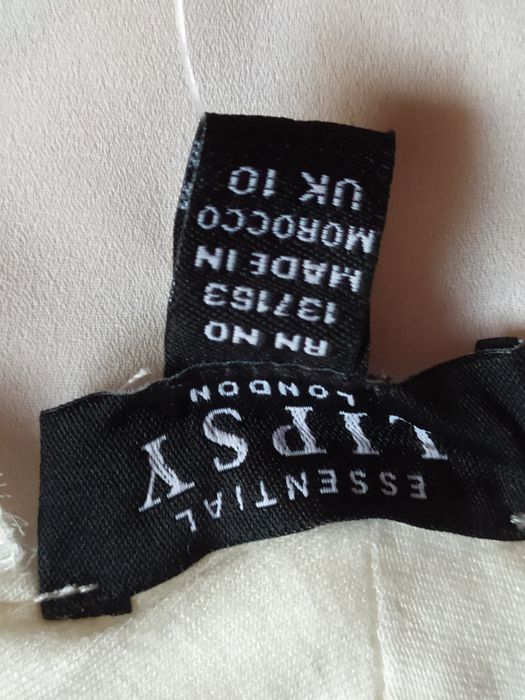 ESSENTIAL
LIPSY
LONDON
RN NO
137153
MADE IN
MOROCCO
UK 10